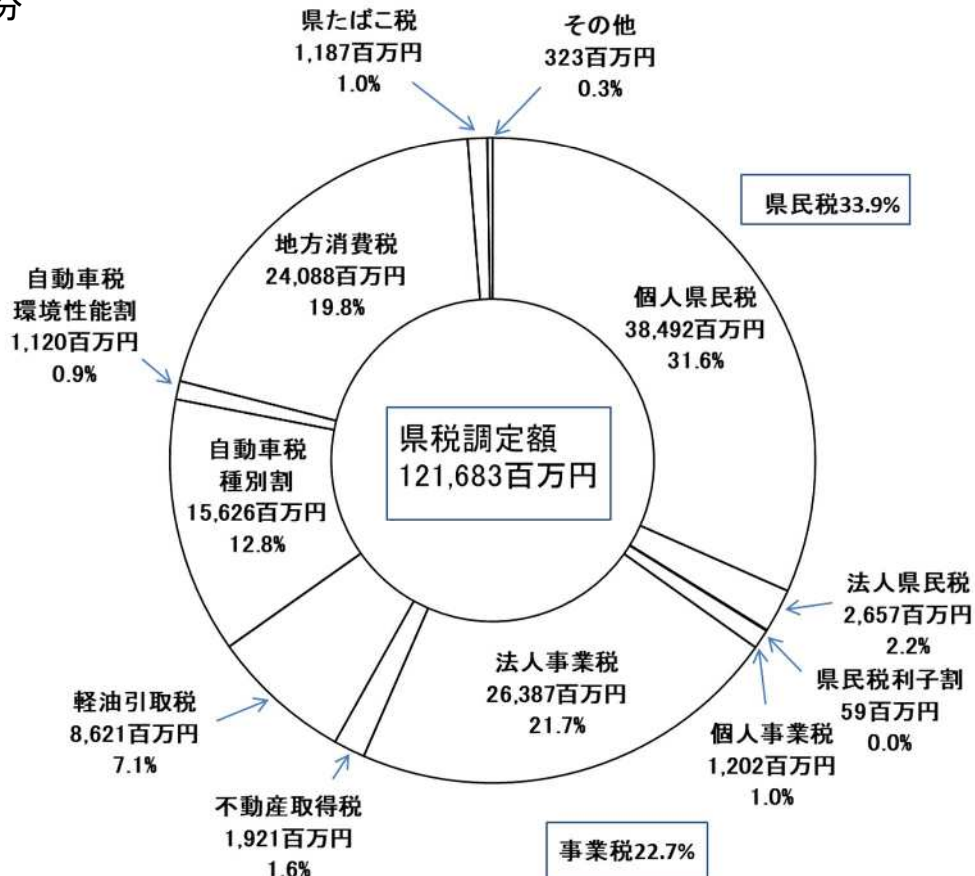 分
県たばこ税
1,187百万円
1.0%
その他
323百万円
0.3%
県民税33.9%
個人県民税
38,492百万円
31.6%
地方消費税
24,088百万円
19.8%
自動車税
環境性能割
1,120百万円
0.9%
県税調定額
121,683百万円
自動車税
種別割
15,626百万円
12.8%
法人県民税
2,657百万円
2.2%
県民税利子割
59百万円
0.0%
個人事業税
1,202百万円
1.0%
法人事業税
26,387百万円
21.7%
軽油引取税
8,621百万円
7.1%
不動産取得税
1,921百万円
1.6%
事業税22.7%